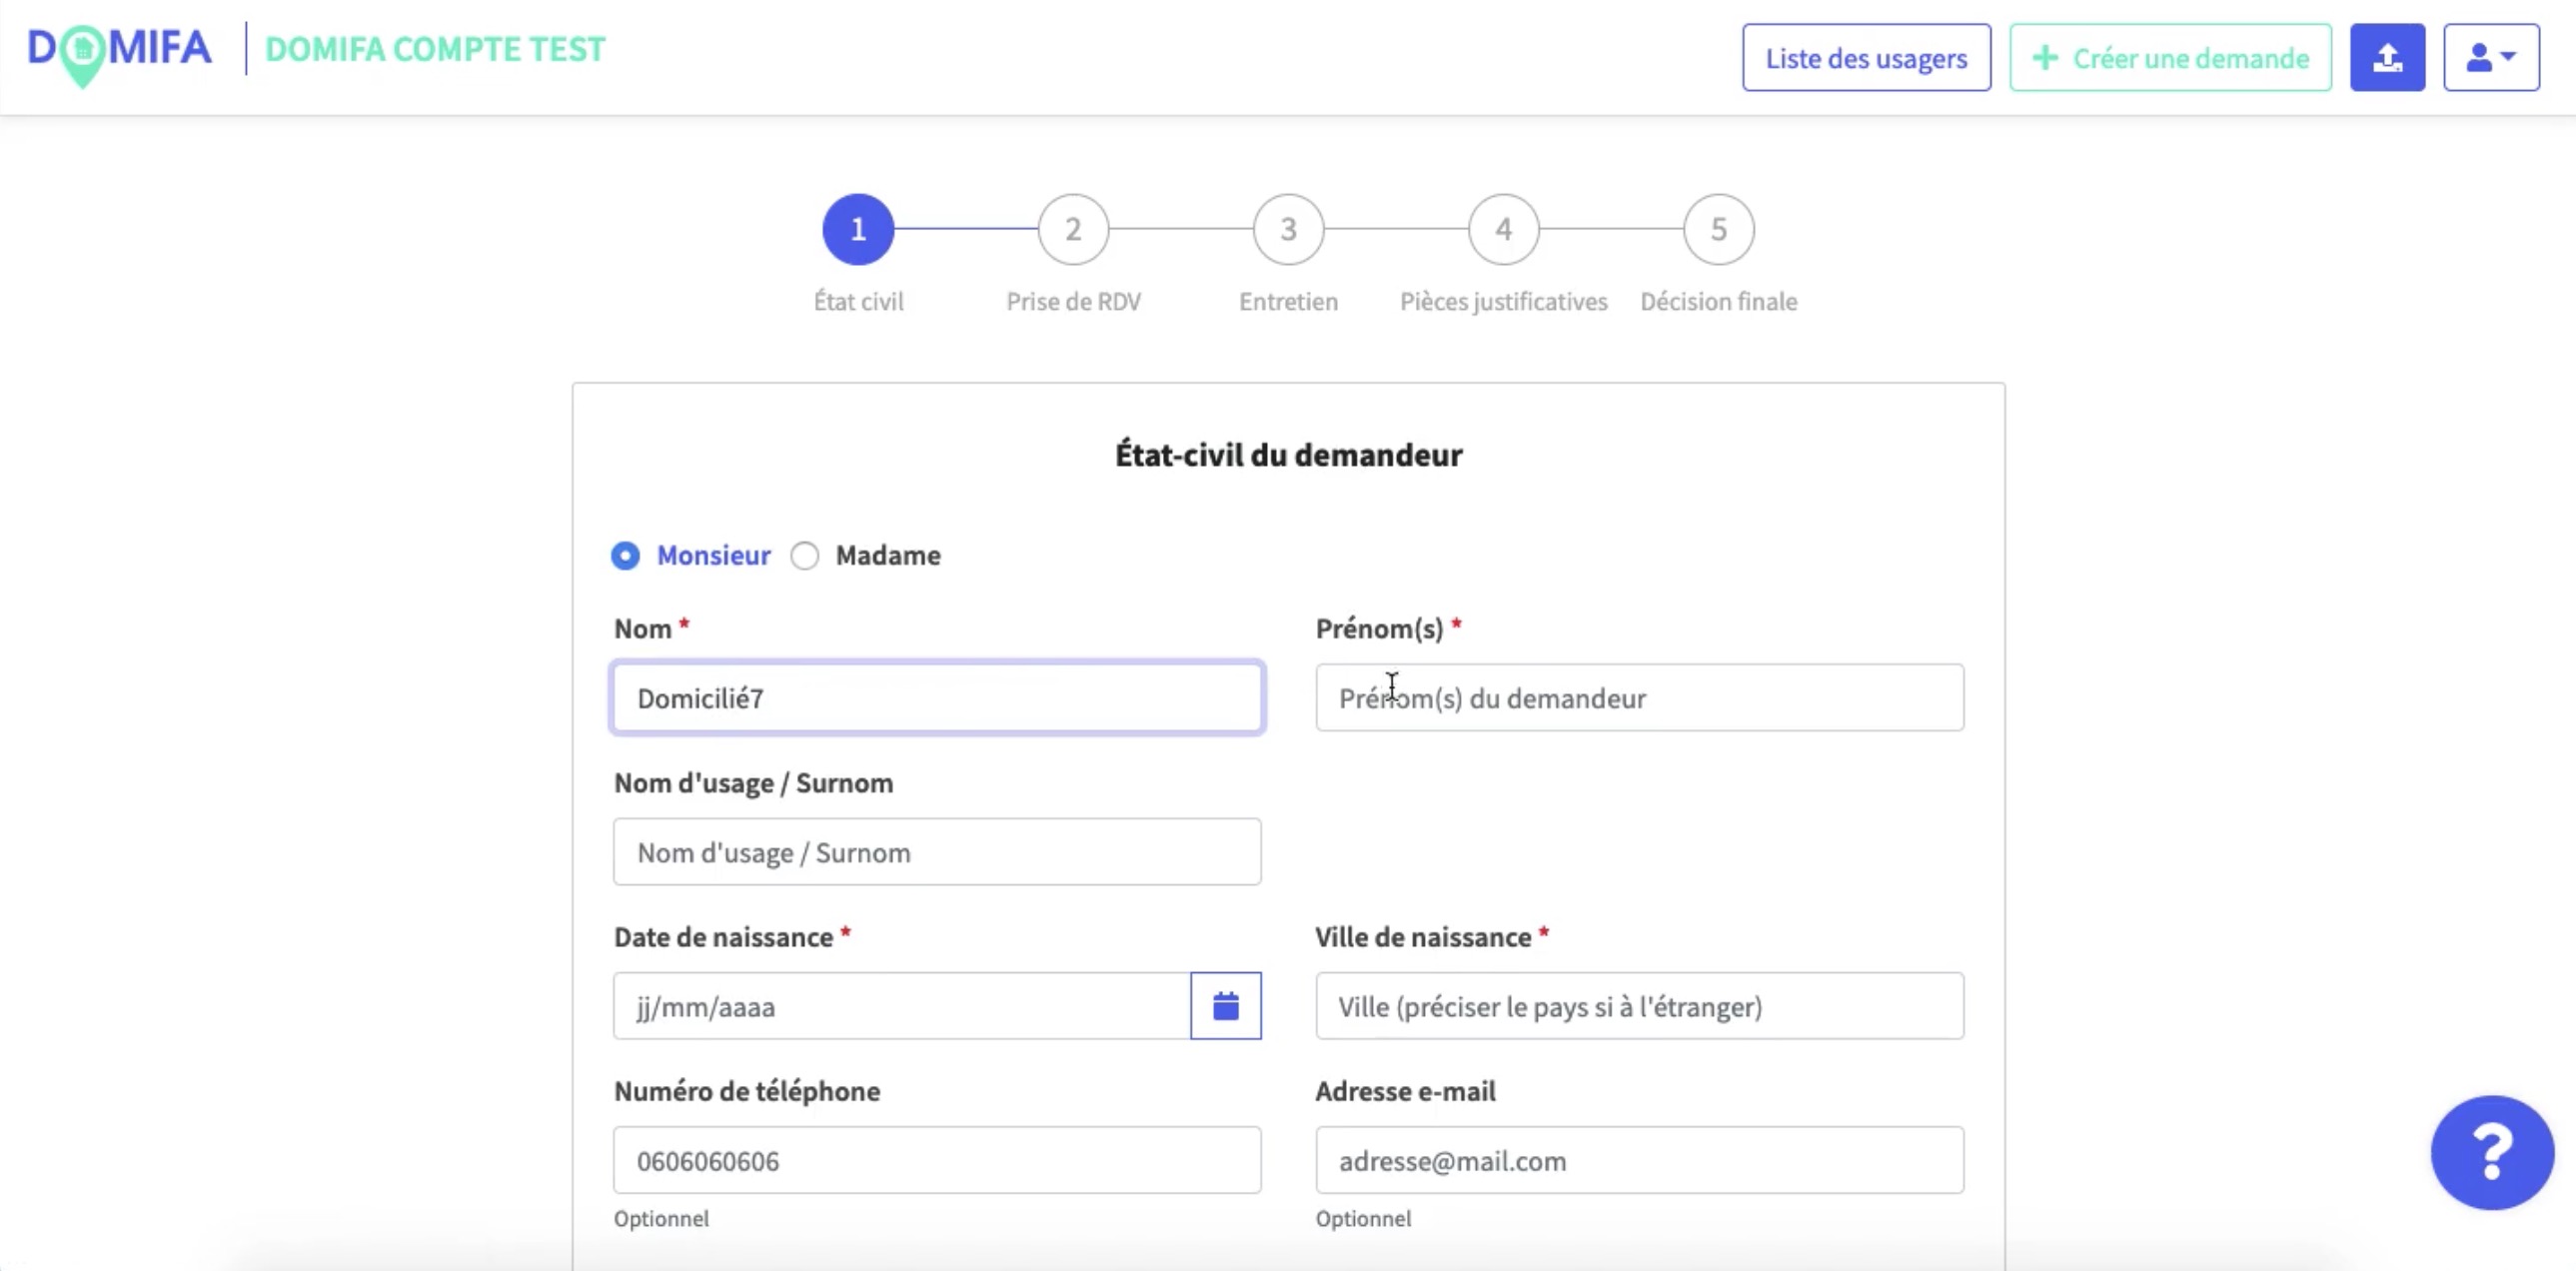 DOMIFA
DOMIFA COMPTE TEST
Liste des usagers
+ Créer une demande
1
2
3
4
5
État civil
Prise de RDV
Entretien
Pièces justificatives
Décision finale
État-civil du demandeur
Monsieur
Madame
Nom *
Prénom(s) *
Domicilié7
Prénom(s) du demandeur
Nom d'usage / Surnom
Nom d'usage / Surnom
Date de naissance *
Ville de naissance *
jj/mm/aaaa
Ville (préciser le pays si à l'étranger)
Numéro de téléphone
Adresse e-mail
0606060606
adresse@mail.com
Optionnel
Optionnel
?